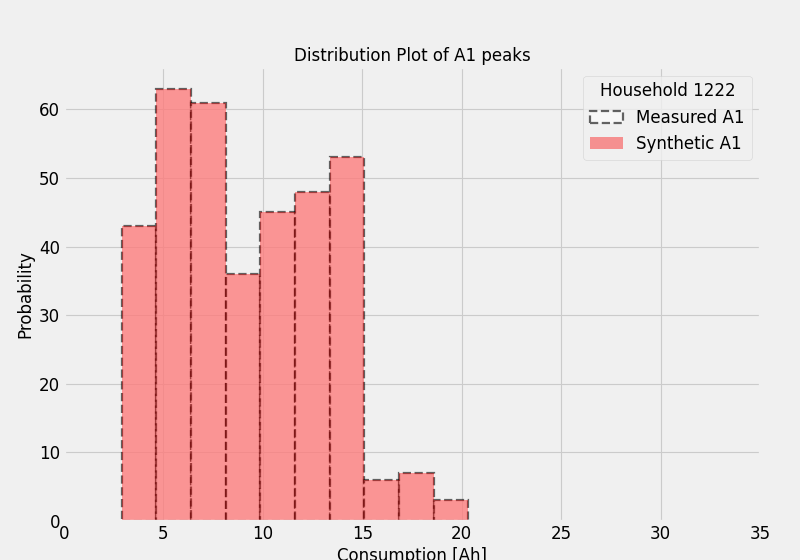 Distribution Plot of A1 peaks
Household 1222
Measured A1
Synthetic A1
Probability
60
50
40
30
20
10
0
0 5 10 15 20 25 30 35
Consumption [Ah]